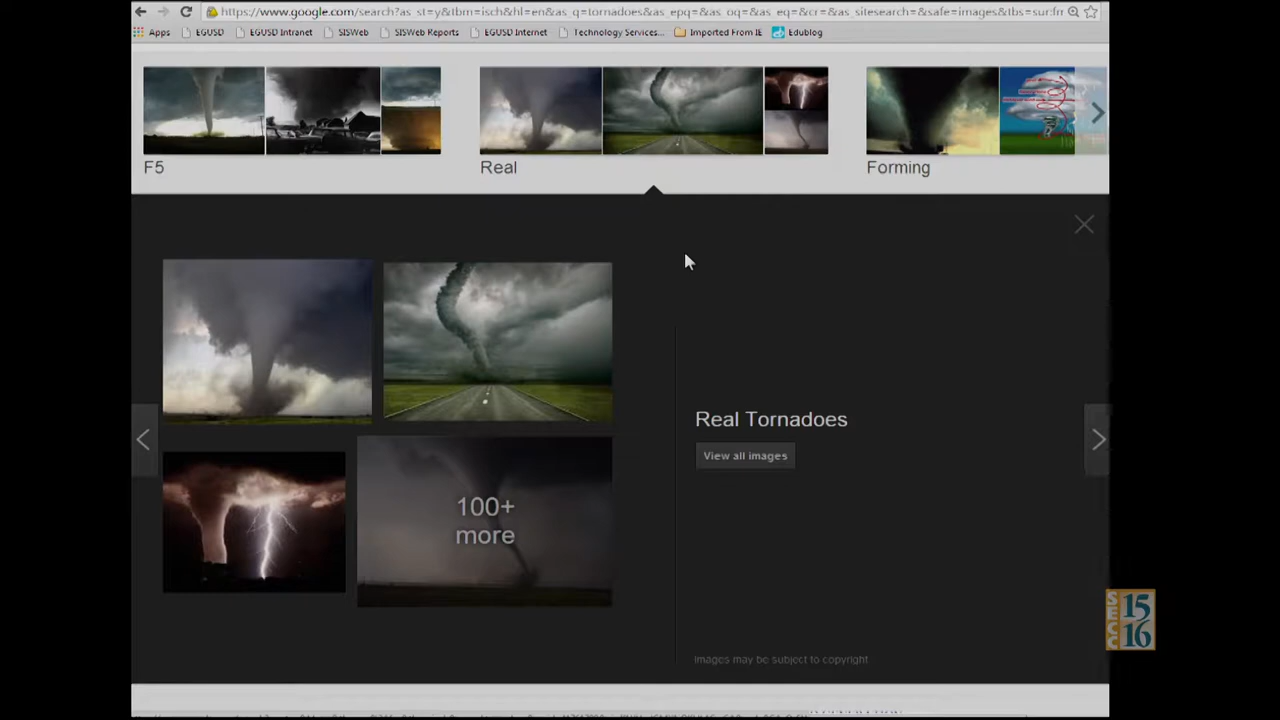 https://www.google.com/search?as_st=y&tbm=isch&hl=en&as_q=tornadoes&as_epq=&as_oq=&as_eq=&cr=&as_sitesearch=&safe=images&tbs=sur:fm
Apps EGUSD EGUSD Intranet SISWeb SISWeb Reports EGUSD Internet Technology Services... Imported From IE Edublog
F5 Real Forming
Real Tornadoes
View all images
100+
more
Images may be subject to copyright
SECC
15
16